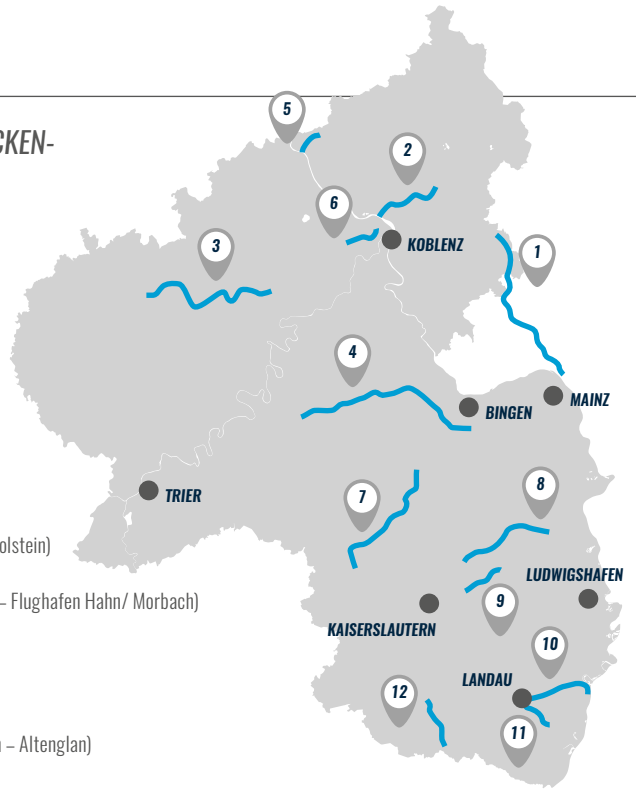 CKEN-
5
2
6
KOBLENZ
3
1
4
MAINZ
BINGEN
TRIER
7
8
olstein)
LUDWIGSHAFEN
– Flughafen Hahn/ Morbach)
9
KAISERSLAUTERN
10
LANDAU
12
11
– Altenglan)